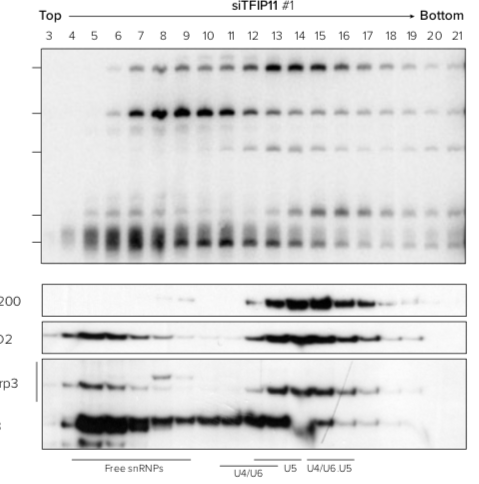 siTFIP11 #1
Top Bottom
3 4 5 6 7 8 9 10 11 12 13 14 15 16 17 18 19 20 21
200
D2
rp3
Free snRNPs U4/U6 U5 U4/U6.U5